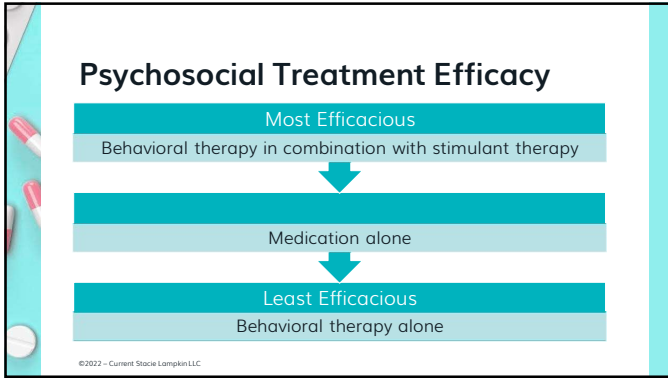 Psychosocial Treatment Efficacy
Most Efficacious
Behavioral therapy in combination with stimulant therapy
Medication alone
Least Efficacious
Behavioral therapy alone
©2022 – Current Stacie Lampkin LLC